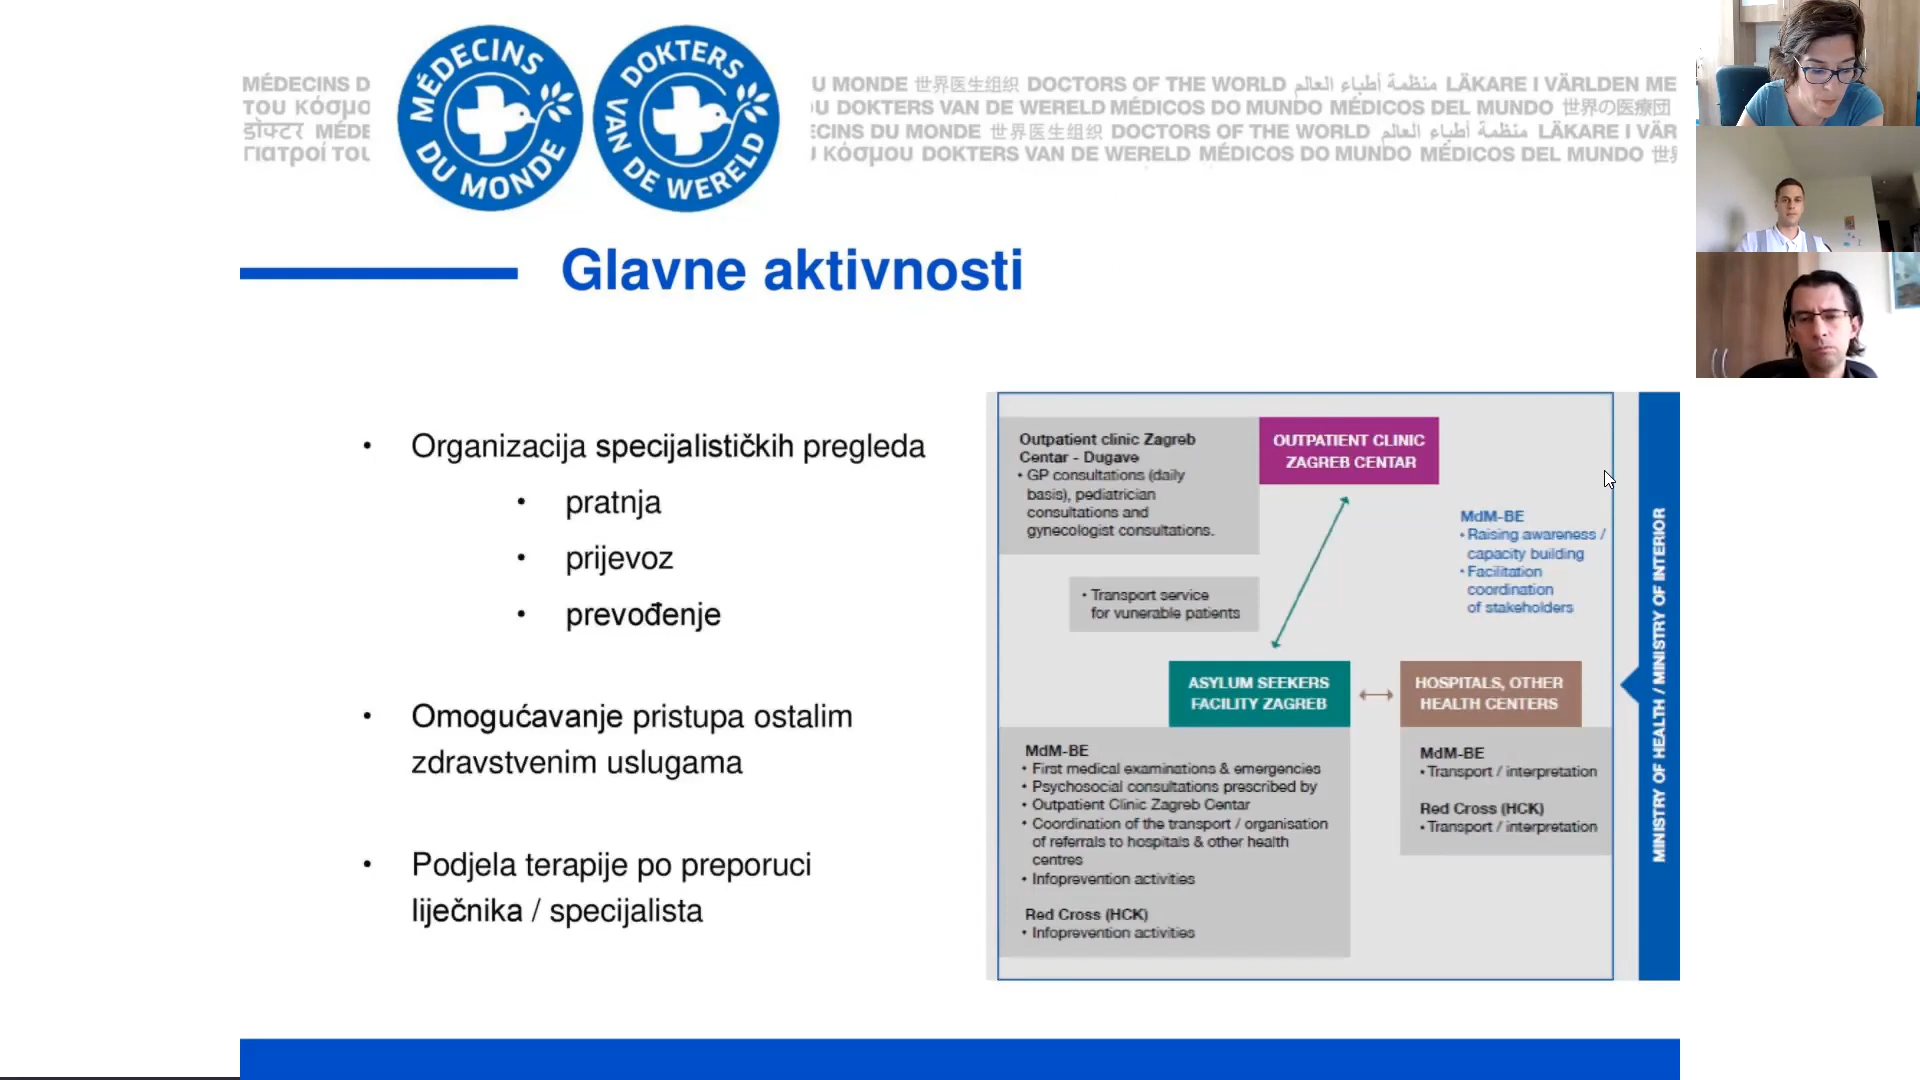 MÉDECINS D
ΤΟΥ ΚόσμΟ
डॉक्टर MÉDE
Γιατροί ΤΟυ
MÉDECINS DU MONDE
DOKTERS VAN DE WERELD
U MONDE 世界医生组织 DOCTORS OF THE WORLD منظمة أطباء العالم LÄKARE I VÄRLDEN ME
U DOKTERS VAN DE WERELD MÉDICOS DO MUNDO MÉDICOS DEL MUNDO 世界の医療団
ECINS DU MONDE 世界医生组织 DOCTORS OF THE WORLD منظمة أطباء العالم LÄKARE I VÄR
Κόσμου DOKTERS VAN DE WERELD MÉDICOS DO MUNDO MÉDICOS DEL MUNDO 世界
Glavne aktivnosti
• Organizacija specijalističkih pregleda
• pratnja
• prijevoz
• prevođenje
• Omogućavanje pristupa ostalim
zdravstvenim uslugama
• Podjela terapije po preporuci
liječnika / specijalista
Outpatient clinic Zagreb
Centar - Dugave
• GP consultations (daily
basis), pediatrician
consultations and
gynecologist consultations.
OUTPATIENT CLINIC
ZAGREB CENTAR
MdM-BE
• Raising awareness /
capacity building
• Facilitation
coordination
of stakeholders
• Transport service
for vunerable patients
ASYLUM SEEKERS
FACILITY ZAGREB
HOSPITALS, OTHER
HEALTH CENTERS
MdM-BE
• First medical examinations & emergencies
• Psychosocial consultations prescribed by
• Outpatient Clinic Zagreb Centar
• Coordination of the transport / organisation
of referrals to hospitals & other health
centres
• Infoprevention activities
Red Cross (HCK)
• Infoprevention activities
MdM-BE
• Transport / interpretation
Red Cross (HCK)
• Transport / interpretation
MINISTRY OF HEALTH / MINISTRY OF INTERIOR